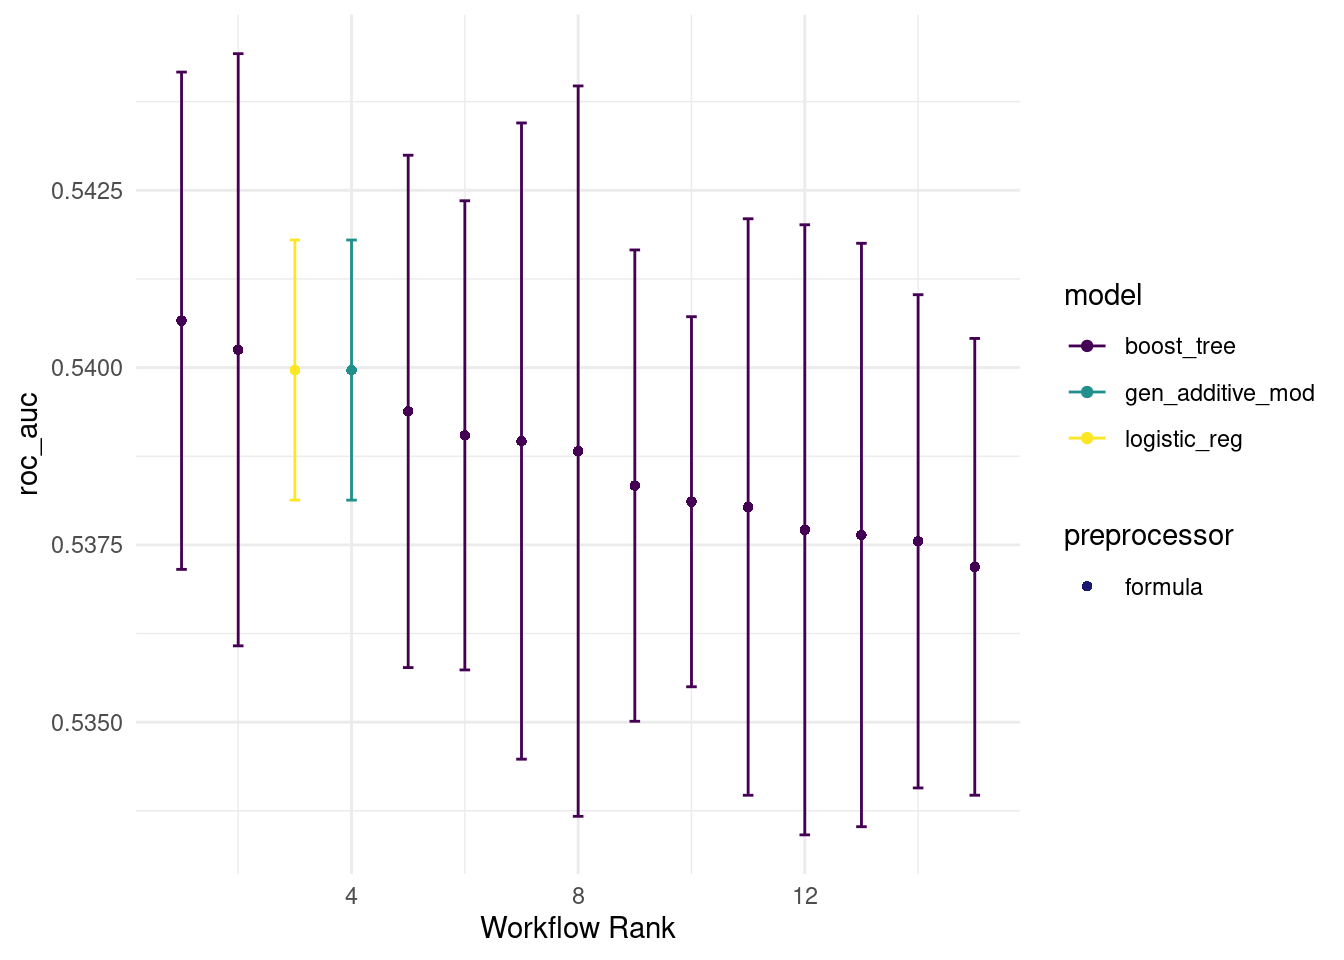 roc_auc
0.5425
0.5400
0.5375
0.5350
4
8
12
Workflow Rank
model
boost_tree
gen_additive_mod
logistic_reg
preprocessor
formula